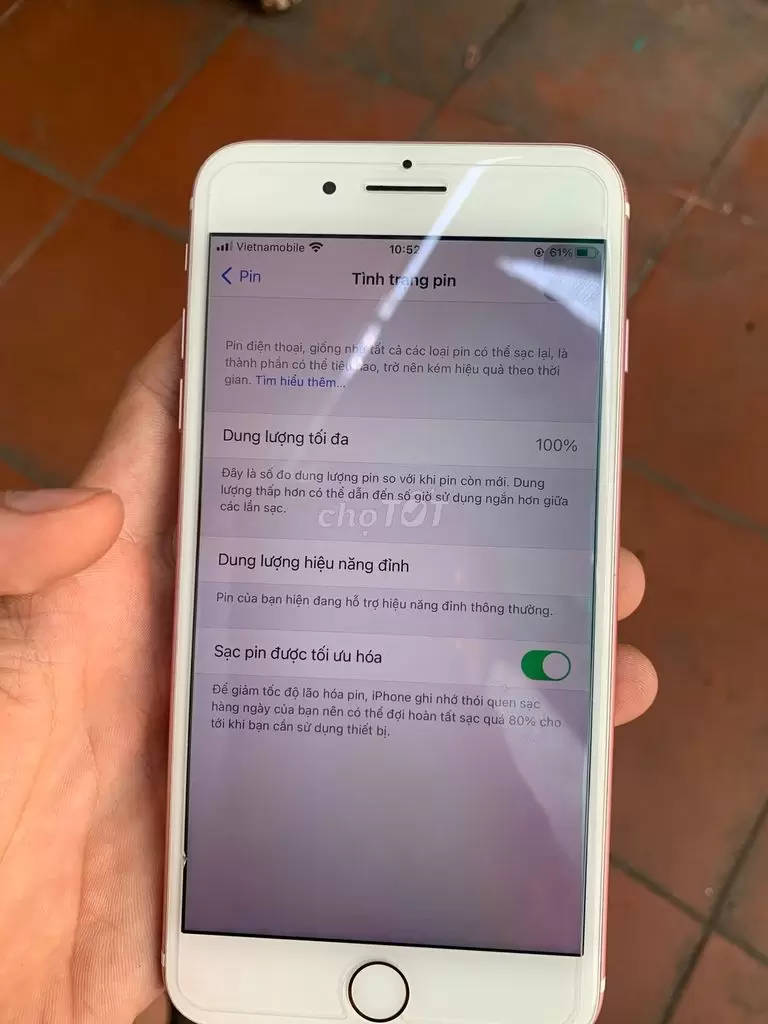 Vietnamobile 10:52 61%
Pin Tình trạng pin
Pin điện thoại, giống như tất cả các loại pin có thể sạc lại, là
thành phần có thể tiêu hao, trở nên kém hiệu quả theo thời
gian. Tìm hiểu thêm...
Dung lượng tối đa 100%
Đây là số đo dung lượng pin so với khi pin còn mới. Dung
lượng thấp hơn có thể dẫn đến số giờ sử dụng ngắn hơn giữa
các lần sạc.
chợTỐT
Dung lượng hiệu năng đỉnh
Pin của bạn hiện đang hỗ trợ hiệu năng đỉnh thông thường.
Sạc pin được tối ưu hóa
Để giảm tốc độ lão hóa pin, iPhone ghi nhớ thói quen sạc
hàng ngày của bạn nên có thể đợi hoàn tất sạc quá 80% cho
tới khi bạn cần sử dụng thiết bị.